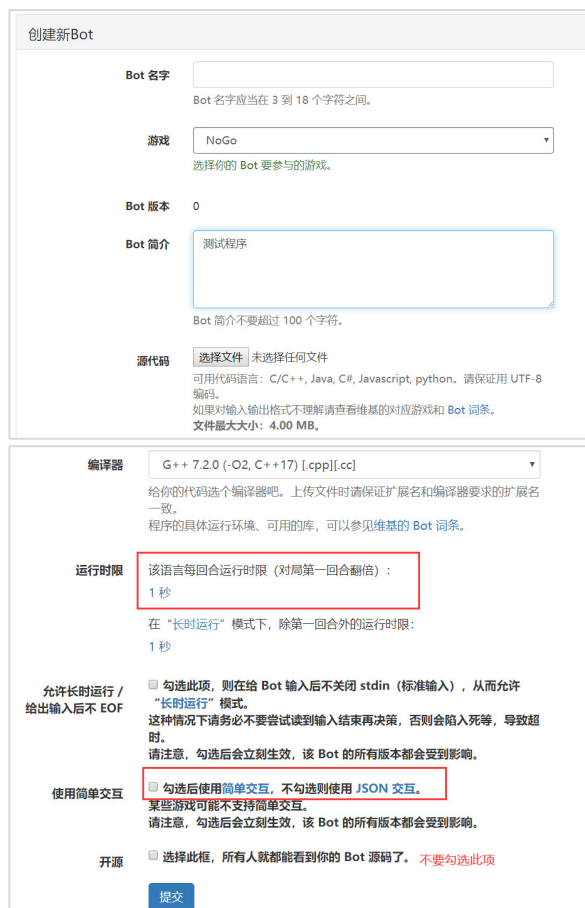 创建新Bot
Bot 名字
Bot 名字应当在 3 到 18 个字符之间。
游戏 NoGo
选择你的 Bot 要参与的游戏。
Bot 版本 0
Bot 简介 测试程序
Bot 简介不要超过 100 个字符。
源代码 选择文件 未选择任何文件
可用代码语言：C/C++, Java, C#, Javascript, python。请保证用 UTF-8
编码。
如果对输入输出格式不理解请查看维基的对应游戏和 Bot 词条。
文件最大大小：4.00 MB。
编译器 G++ 7.2.0 (-O2, C++17) [.cpp][.cc]
给你的代码选个编译器吧。上传文件时请保证扩展名和编译器要求的扩展名
一致。
程序的具体运行环境、可用的库，可以参见维基的 Bot 词条。
运行时限 该语言每回合运行时限（对局第一回合翻倍）：
1 秒
在“长时运行”模式下，除第一回合外的运行时限：
1 秒
允许长时运行 / 勾选此项，则在给 Bot 输入后不关闭 stdin（标准输入），从而允许
给出输入后不 EOF “长时运行”模式。
这种情况下请务必不要尝试读到输入结束再决策，否则会陷入死等，导致超
时。
请注意，勾选后会立刻生效，该 Bot 的所有版本都会受到影响。
使用简单交互 勾选后使用简单交互，不勾选则使用 JSON 交互。
某些游戏可能不支持简单交互。
请注意，勾选后会立刻生效，该 Bot 的所有版本都会受到影响。
开源 选择此框，所有人就都能看到你的 Bot 源码了。 不要勾选此项
提交